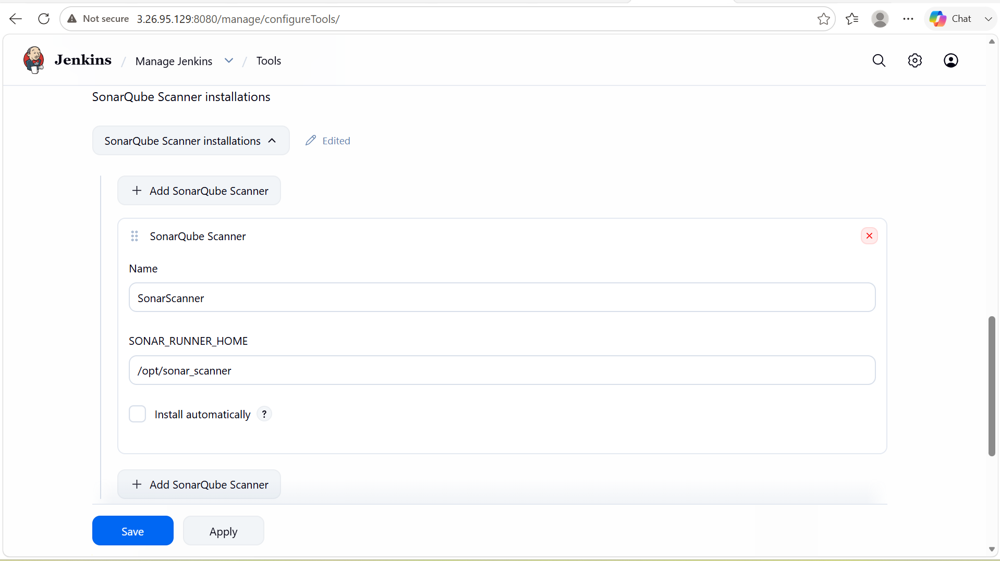 Not secure 3.26.95.129:8080/manage/configureTools/ Chat
Jenkins / Manage Jenkins / Tools
SonarQube Scanner installations
SonarQube Scanner installations Edited
+ Add SonarQube Scanner
SonarQube Scanner
Name
SonarScanner
SONAR_RUNNER_HOME
/opt/sonar_scanner
Install automatically ?
+ Add SonarQube Scanner
Save Apply